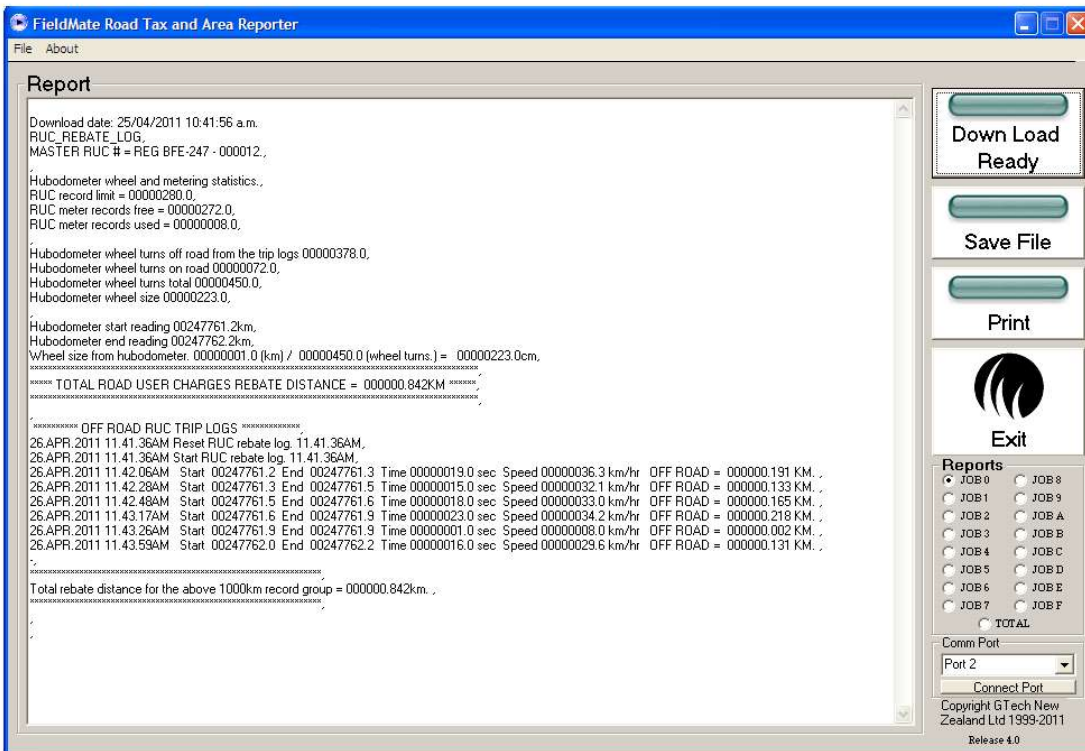 FieldMate Road Tax and Area Reporter
File About
Report
Download date: 25/04/2011 10:41:56 a.m.
RUC_REBATE_LOG,
MASTER RUC # = REG BFE-247 - 000012.,
,
Hubodometer wheel and metering statistics.,
RUC record limit = 00000280.0,
RUC meter records free = 00000272.0,
RUC meter records used = 00000008.0,
,
Hubodometer wheel turns off road from the trip logs 00000378.0,
Hubodometer wheel turns on road 00000072.0,
Hubodometer wheel turns total 00000450.0,
Hubodometer wheel size 00000223.0,
,
Hubodometer start reading 00247761.2km,
Hubodometer end reading 00247762.2km,
Wheel size from hubodometer. 00000001.0 (km) / 00000450.0 (wheel turns.) = 00000223.0cm,
***** TOTAL ROAD USER CHARGES REBATE DISTANCE = 000000.842KM ******,
,
********** OFF ROAD RUC TRIP LOGS *************,
26.APR.2011 11.41.36AM Reset RUC rebate log. 11.41.36AM,
26.APR.2011 11.41.36AM Start RUC rebate log. 11.41.36AM,
26.APR.2011 11.42.06AM Start 00247761.2 End 00247761.3 Time 00000019.0 sec Speed 00000036.3 km/hr OFF ROAD = 000000.191 KM. ,
26.APR.2011 11.42.28AM Start 00247761.3 End 00247761.5 Time 00000015.0 sec Speed 00000032.1 km/hr OFF ROAD = 000000.133 KM. ,
26.APR.2011 11.42.48AM Start 00247761.5 End 00247761.6 Time 00000018.0 sec Speed 00000033.0 km/hr OFF ROAD = 000000.165 KM. ,
26.APR.2011 11.43.17AM Start 00247761.6 End 00247761.9 Time 00000023.0 sec Speed 00000034.2 km/hr OFF ROAD = 000000.218 KM. ,
26.APR.2011 11.43.26AM Start 00247761.9 End 00247761.9 Time 00000001.0 sec Speed 00000008.0 km/hr OFF ROAD = 000000.002 KM. ,
26.APR.2011 11.43.59AM Start 00247762.0 End 00247762.2 Time 00000016.0 sec Speed 00000029.6 km/hr OFF ROAD = 000000.131 KM. ,
-,
Total rebate distance for the above 1000km record group = 000000.842km. ,
,
,
Down Load
Ready
Save File
Print
Exit
Reports
JOB 0 JOB 8
JOB 1 JOB 9
JOB 2 JOB A
JOB 3 JOB B
JOB 4 JOB C
JOB 5 JOB D
JOB 6 JOB E
JOB 7 JOB F
TOTAL
Comm Port
Port 2
Connect Port
Copyright GTech New
Zealand Ltd 1999-2011
Release 4.0